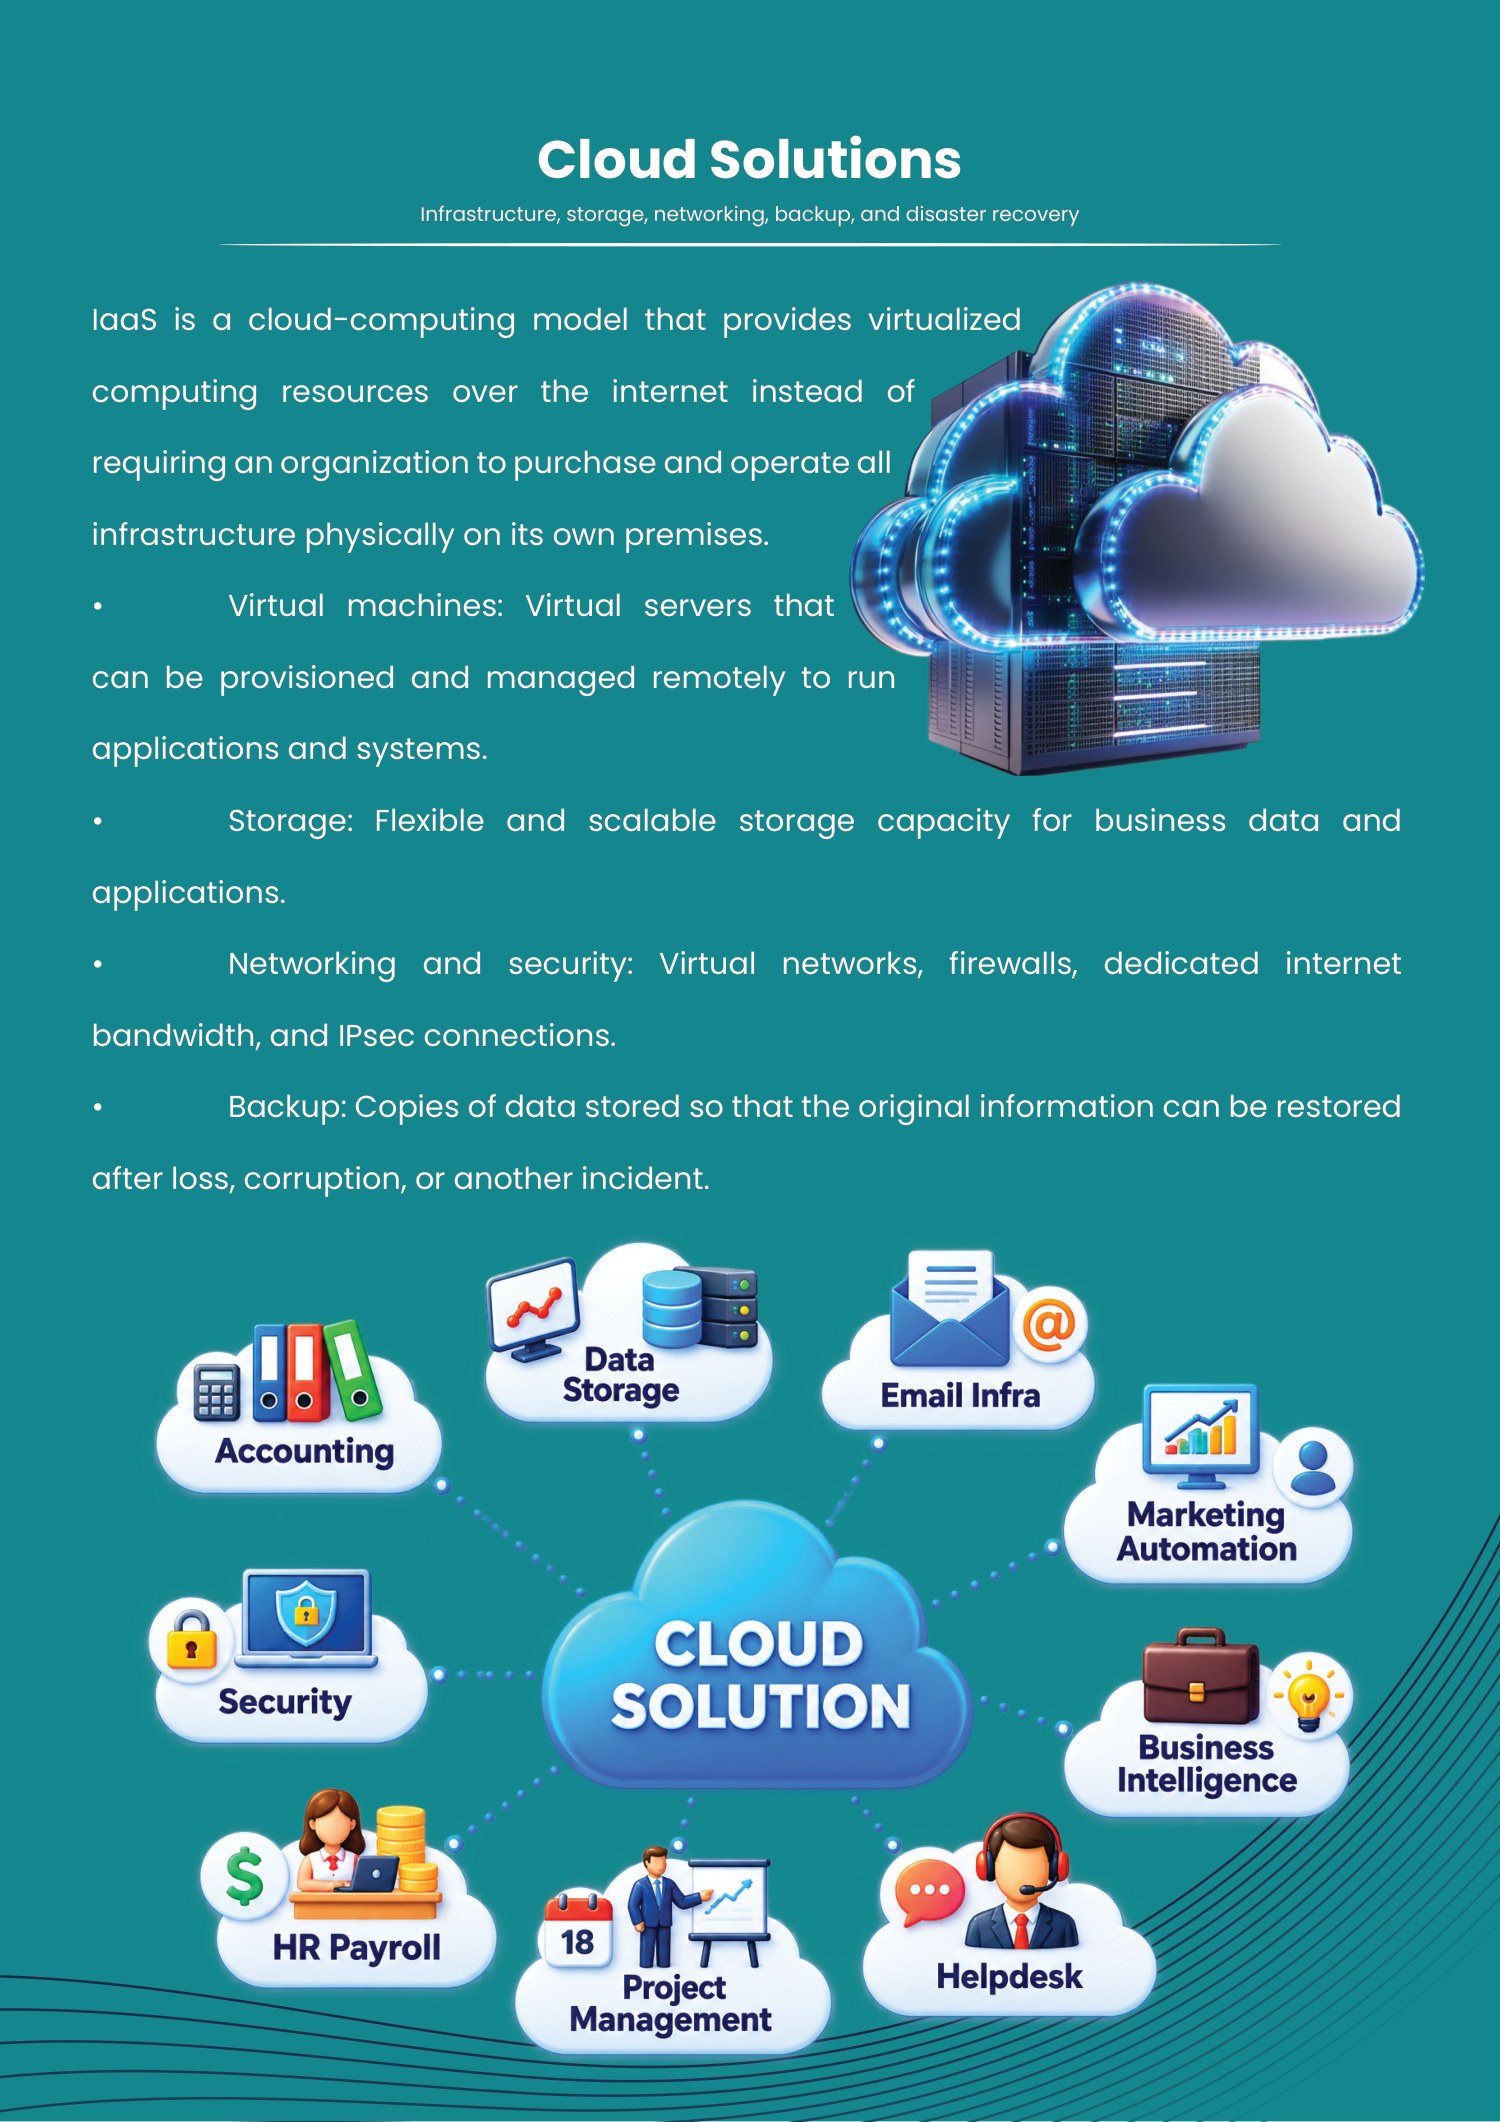 Cloud Solutions
Infrastructure, storage, networking, backup, and disaster recovery
IaaS is a cloud-computing model that provides virtualized
computing resources over the internet instead of
requiring an organization to purchase and operate all
infrastructure physically on its own premises.
• Virtual machines: Virtual servers that
can be provisioned and managed remotely to run
applications and systems.
• Storage: Flexible and scalable storage capacity for business data and
applications.
• Networking and security: Virtual networks, firewalls, dedicated internet
bandwidth, and IPsec connections.
• Backup: Copies of data stored so that the original information can be restored
after loss, corruption, or another incident.
Data
Storage
Email Infra
@
Accounting
Marketing
Automation
CLOUD
SOLUTION
Security
Business
Intelligence
$
HR Payroll
18
Project
Management
Helpdesk